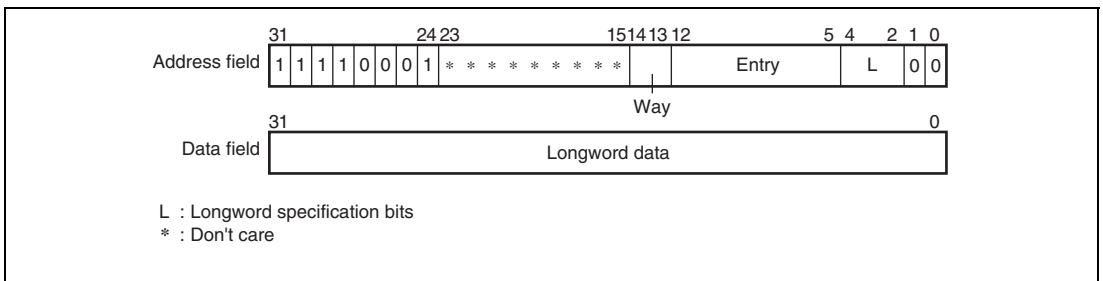 31 24 23 15 14 13 12 5 4 2 1 0
Address field 1 1 1 1 0 0 0 1 * * * * * * * * * Entry L 0 0
Way
31 0
Data field Longword data
L : Longword specification bits
* : Don't care